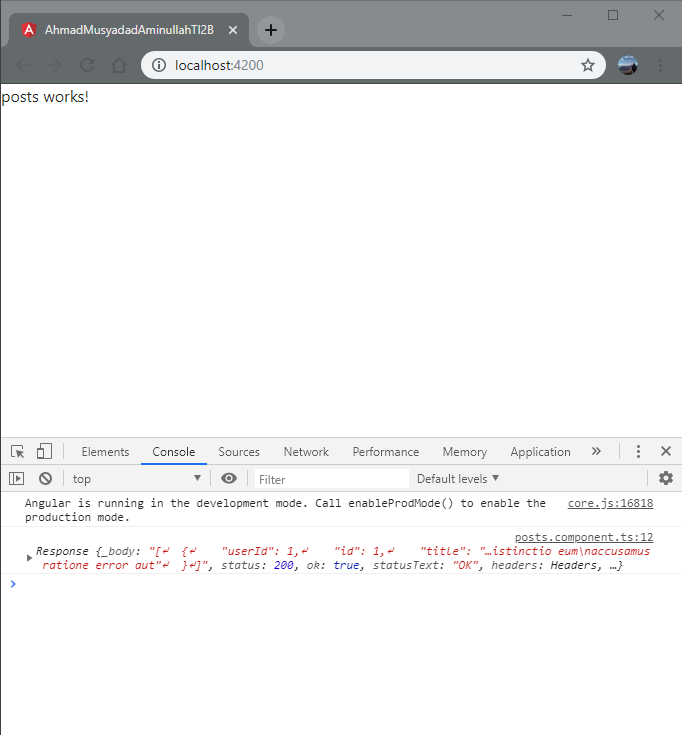 AhmadMusyadadAminullahTI2B
localhost:4200
posts works!
Elements Console Sources Network Performance Memory Application
top Filter Default levels
Angular is running in the development mode. Call enableProdMode() to enable the core.js:16818
production mode.
posts.component.ts:12
Response {_body: "[↵  {↵    "userId": 1,↵    "id": 1,↵    "title": "…istinctio eum\naccusamus
ratione error aut"↵  }↵]", status: 200, ok: true, statusText: "OK", headers: Headers, …}